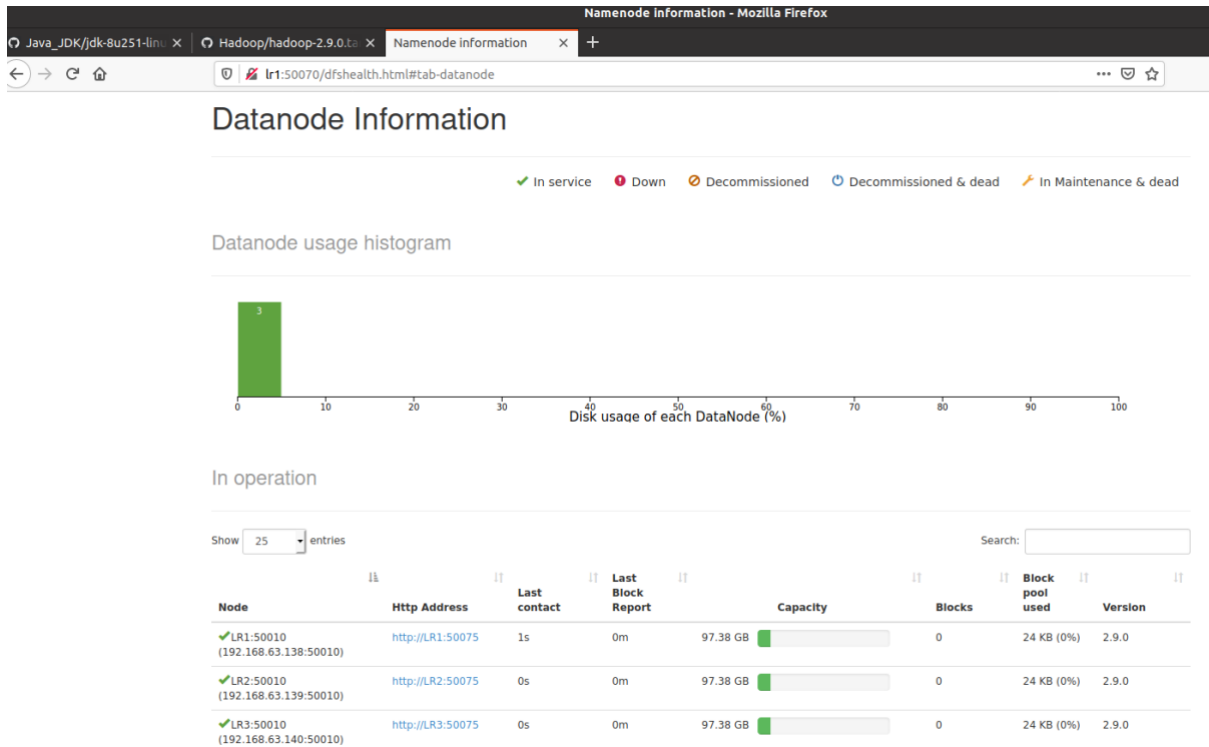 Namenode information - Mozilla Firefox
Java_JDK/jdk-8u251-linu
Hadoop/hadoop-2.9.0.ta
Namenode information
lr1:50070/dfshealth.html#tab-datanode
Datanode Information
In service Down Decommissioned Decommissioned & dead In Maintenance & dead
Datanode usage histogram
3
0 10 20 30 40 50 60 70 80 90 100
Disk usage of each DataNode (%)
In operation
Show 25 entries Search:
Node Http Address Last contact Last Block Report Capacity Blocks Block pool used Version
LR1:50010 http://LR1:50075 1s 0m 97.38 GB 0 24 KB (0%) 2.9.0
(192.168.63.138:50010)
LR2:50010 http://LR2:50075 0s 0m 97.38 GB 0 24 KB (0%) 2.9.0
(192.168.63.139:50010)
LR3:50010 http://LR3:50075 0s 0m 97.38 GB 0 24 KB (0%) 2.9.0
(192.168.63.140:50010)